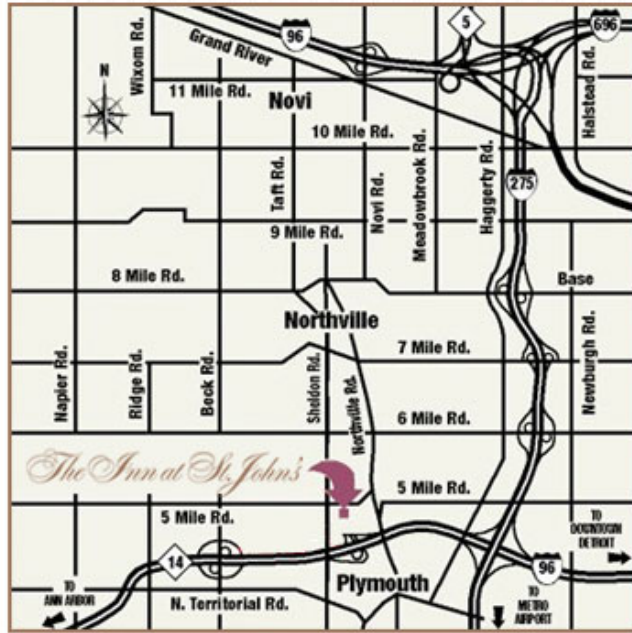 96
5
696
Grand River
Wixom Rd.
N
11 Mile Rd.
Novi
Halstead Rd.
10 Mile Rd.
Taft Rd.
Novi Rd.
Meadowbrook Rd.
Haggerty Rd.
275
9 Mile Rd.
8 Mile Rd.
Base
Northville
7 Mile Rd.
Napier Rd.
Ridge Rd.
Beck Rd.
Sheldon Rd.
Northville Rd.
Newburgh Rd.
6 Mile Rd.
The Inn at St. John's
5 Mile Rd.
5 Mile Rd.
TO
DOWNTOWN
DETROIT
14
96
TO
ANN ARBOR
Plymouth
N. Territorial Rd.
TO
METRO
AIRPORT